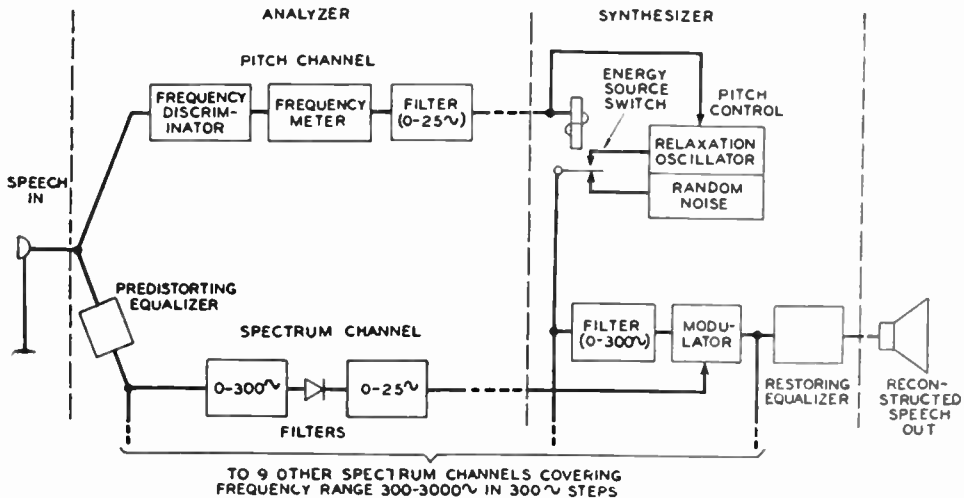 ANALYZER
SYNTHESIZER
PITCH CHANNEL
FREQUENCY
DISCRIM-
INATOR
FREQUENCY
METER
FILTER
(0-25~)
ENERGY
SOURCE
SWITCH
PITCH
CONTROL
RELAXATION
OSCILLATOR
RANDOM
NOISE
SPEECH
IN
PREDISTORTING
EQUALIZER
SPECTRUM CHANNEL
0-300~
0-25~
FILTERS
FILTER
(0-300~)
MODU-
LATOR
RESTORING
EQUALIZER
RECON-
STRUCTED
SPEECH
OUT
TO 9 OTHER SPECTRUM CHANNELS COVERING
FREQUENCY RANGE 300-3000~ IN 300~ STEPS